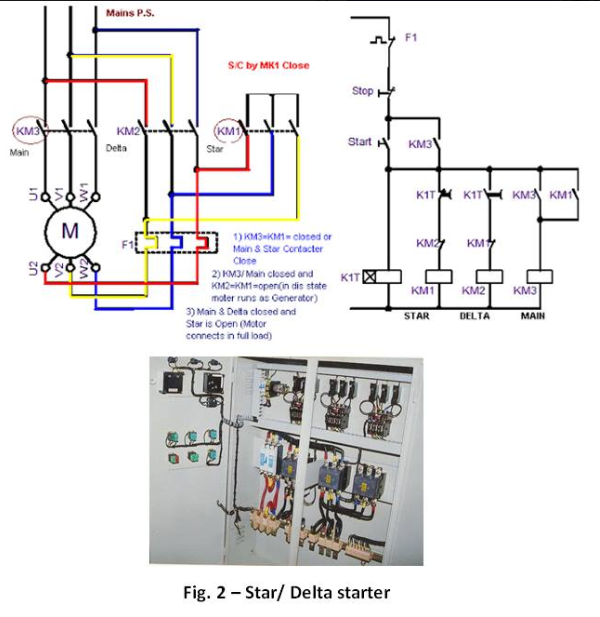 Mains P.S.
S/C by MK1 Close
KM3
Main
KM2
Delta
KM1
Star
U1
V1
W1
M
U2
V2
W2
F1
1) KM3=KM1= closed or
Main & Star Contacter
Close
2) KM3/ Main closed and
KM2=KM1=open(in dis state
moter runs as Generator)
3) Main & Delta closed and
Star is Open (Motor
connects in full load)
F1
Stop
Start
KM3
K1T
K1T
KM3
KM1
KM2
KM1
K1T
KM1
KM2
KM3
STAR
DELTA
MAIN
Fig. 2 – Star/ Delta starter